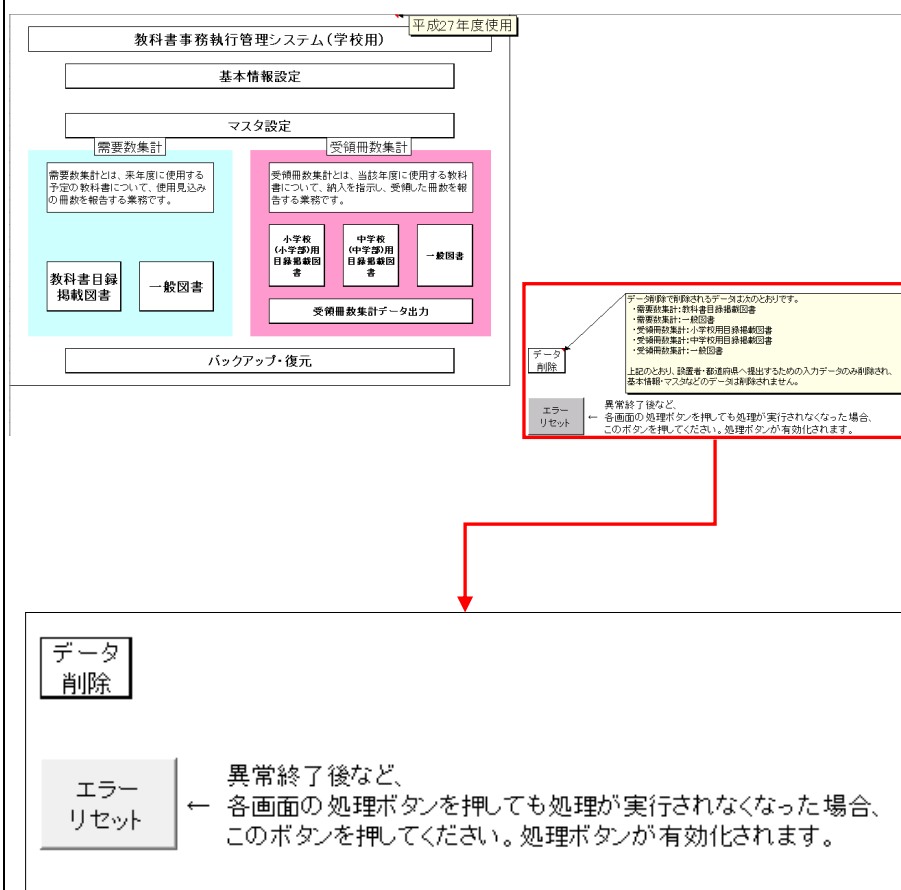 平成27年度使用
教科書事務執行管理システム(学校用)
基本情報設定
マスタ設定
需要数集計
需要数集計とは、来年度に使用する
予定の教科書について、使用見込み
の冊数を報告する業務です。
教科書目録
掲載図書
一般図書
受領冊数集計
受領冊数集計とは、当該年度に使用する教科
書について、納入を指示し、受領した冊数を報
告する業務です。
小学校
(小学部)用
目録掲載図
書
中学校
(中学部)用
目録掲載図
書
一般図書
受領冊数集計データ出力
バックアップ・復元
データ削除で削除されるデータは次のとおりです。
・需要数集計:教科書目録掲載図書
・需要数集計:一般図書
・受領冊数集計:小学校用目録掲載図書
・受領冊数集計:中学校用目録掲載図書
・受領冊数集計:一般図書
上記のとおり、設置者・都道府県へ提出するための入力データのみ削除され、
基本情報・マスタなどのデータは削除されません。
データ
削除
エラー
リセット
← 異常終了後など、
各画面の処理ボタンを押しても処理が実行されなくなった場合、
このボタンを押してください。処理ボタンが有効化されます。
データ
削除
エラー
リセット
← 異常終了後など、
各画面の処理ボタンを押しても処理が実行されなくなった場合、
このボタンを押してください。処理ボタンが有効化されます。